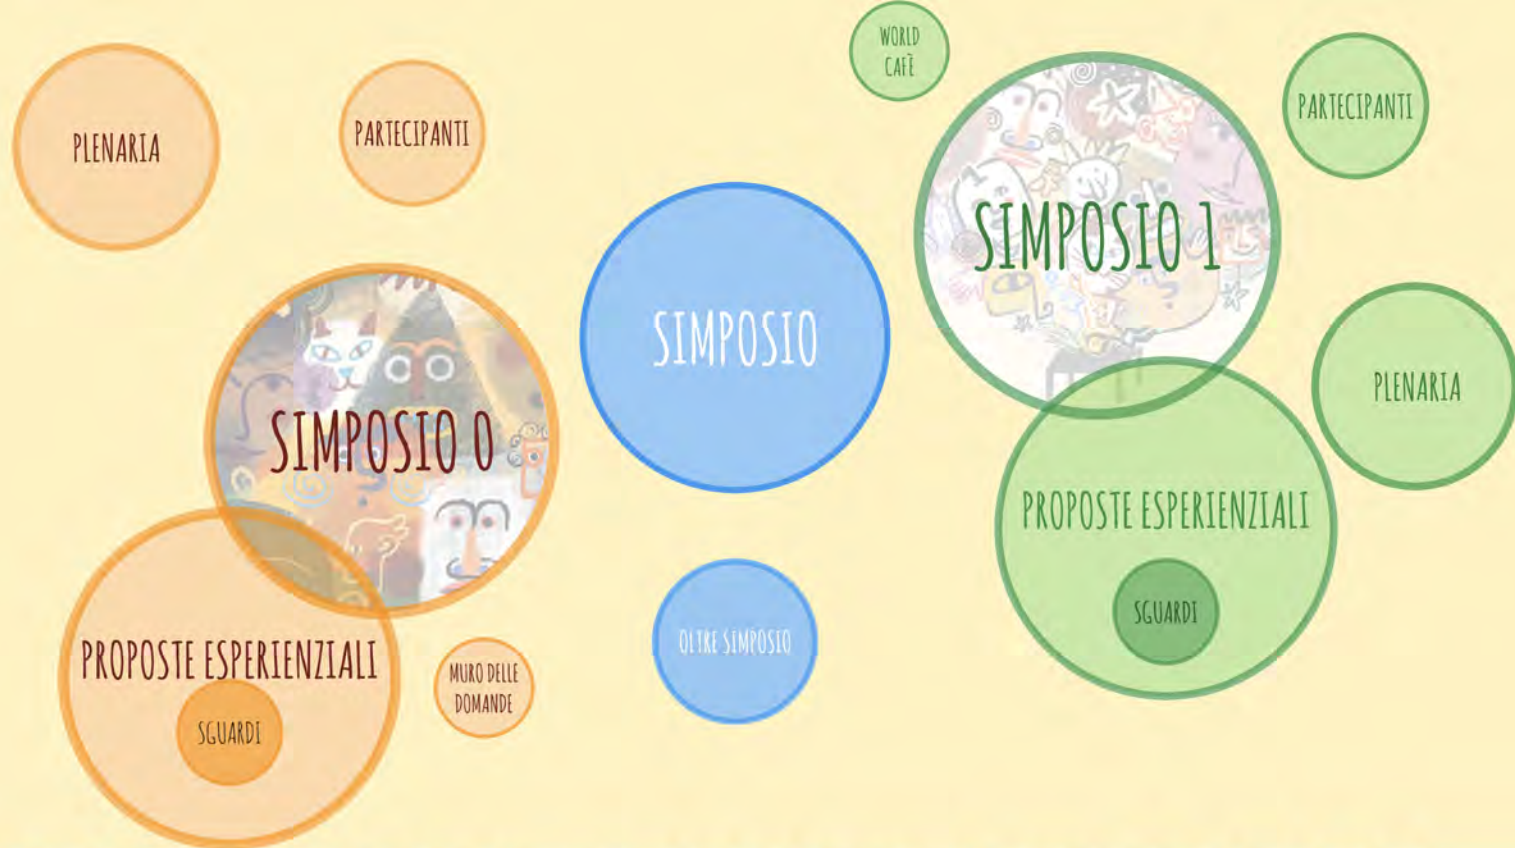 PLENARIA
PARTECIPANTI
SIMPOSIO 0
PROPOSTE ESPERIENZIALI
SGUARDI
MURO DELLE
DOMANDE
SIMPOSIO
OLTRE SIMPOSIO
WORLD
CAFÈ
SIMPOSIO 1
PARTECIPANTI
PLENARIA
PROPOSTE ESPERIENZIALI
SGUARDI